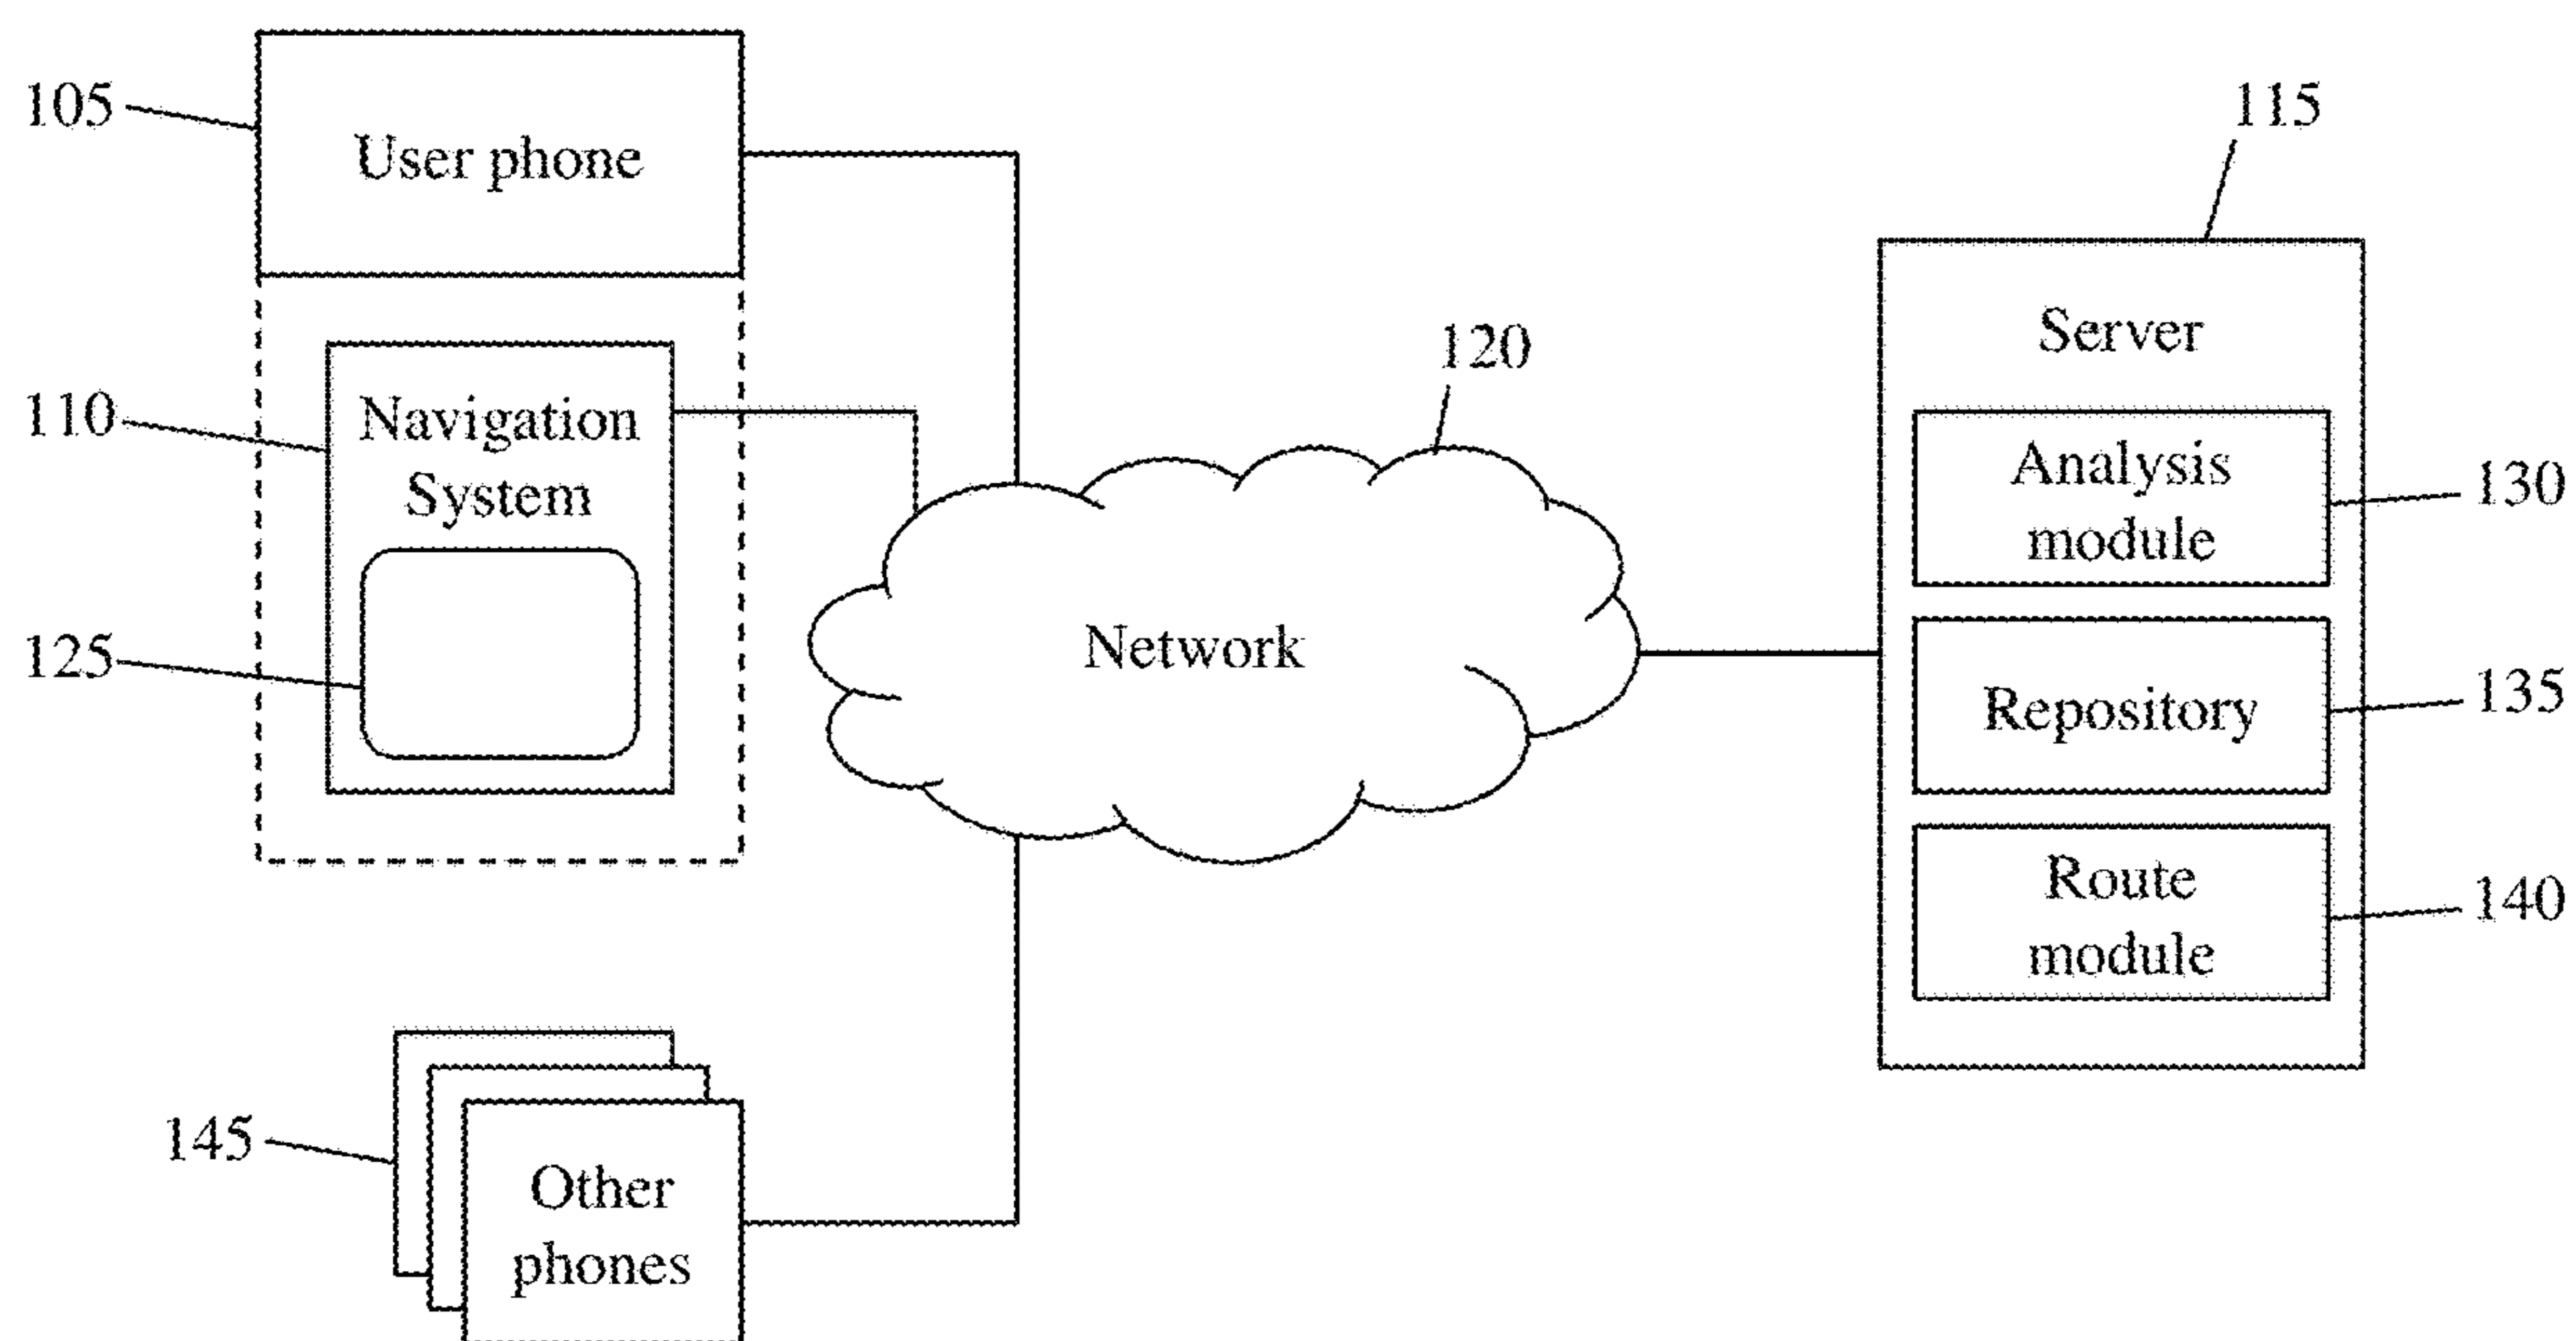 105
User phone
110
Navigation
System
125
120
Network
115
Server
Analysis
module
130
Repository
135
Route
module
140
145
Other
phones